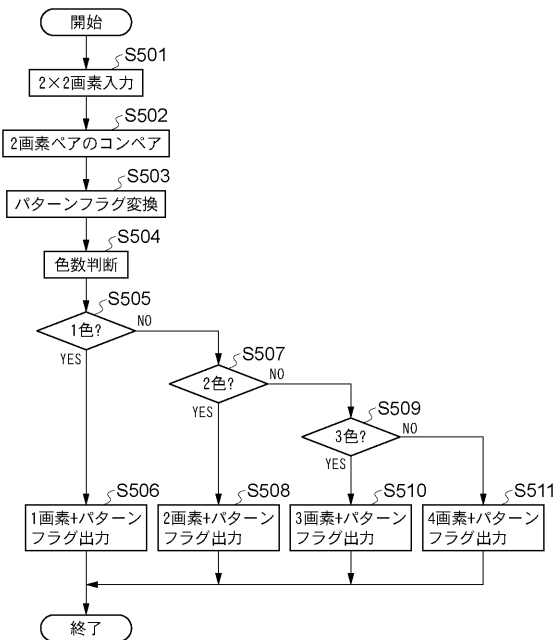 開始
S501
2×2画素入力
S502
2画素ペアのコンペア
S503
パターンフラグ変換
S504
色数判断
S505
1色?
NO
YES
S507
2色?
NO
YES
S509
3色?
NO
YES
S506
1画素+パターン
フラグ出力
S508
2画素+パターン
フラグ出力
S510
3画素+パターン
フラグ出力
S511
4画素+パターン
フラグ出力
終了